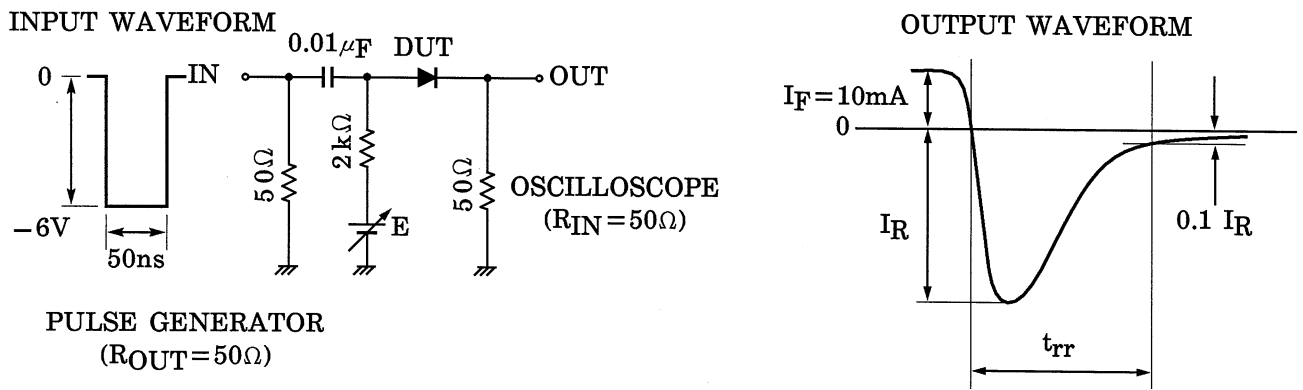 INPUT WAVEFORM
0
-6V
50ns
IN
0.01μF
DUT
OUT
50Ω
2kΩ
E
50Ω
OSCILLOSCOPE
(RIN=50Ω)
PULSE GENERATOR
(ROUT=50Ω)
OUTPUT WAVEFORM
IF=10mA
0
IR
0.1 IR
trr